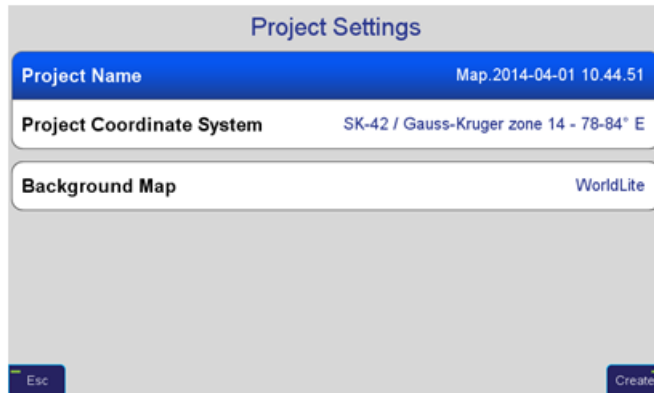 Project Settings
Project Name Map.2014-04-01 10.44.51
Project Coordinate System SK-42 / Gauss-Kruger zone 14 - 78-84° E
Background Map WorldLite
Esc Create